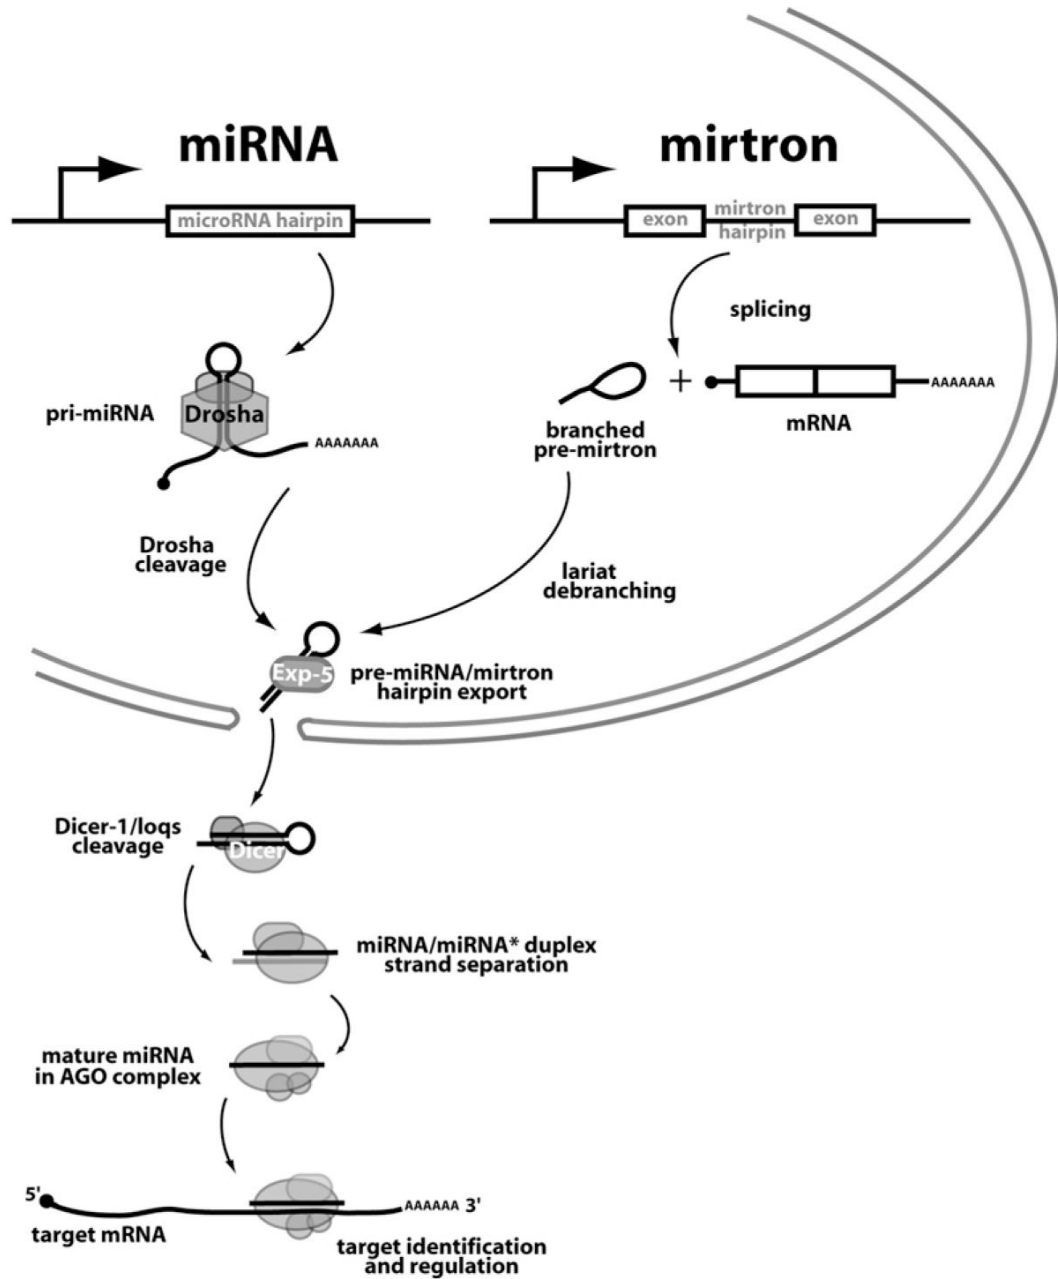 miRNA
mirtron
microRNA hairpin
exon
mirtron
hairpin
exon
splicing
pri-miRNA
Drosha
AAAAAAA
branched
pre-mirtron
+
AAAAAAA
mRNA
Drosha
cleavage
lariat
debranching
Exp-5
pre-miRNA/mirtron
hairpin export
Dicer-1/loqs
cleavage
Dicer
miRNA/miRNA* duplex
strand separation
mature miRNA
in AGO complex
5'
AAAAAA 3'
target mRNA
target identification
and regulation